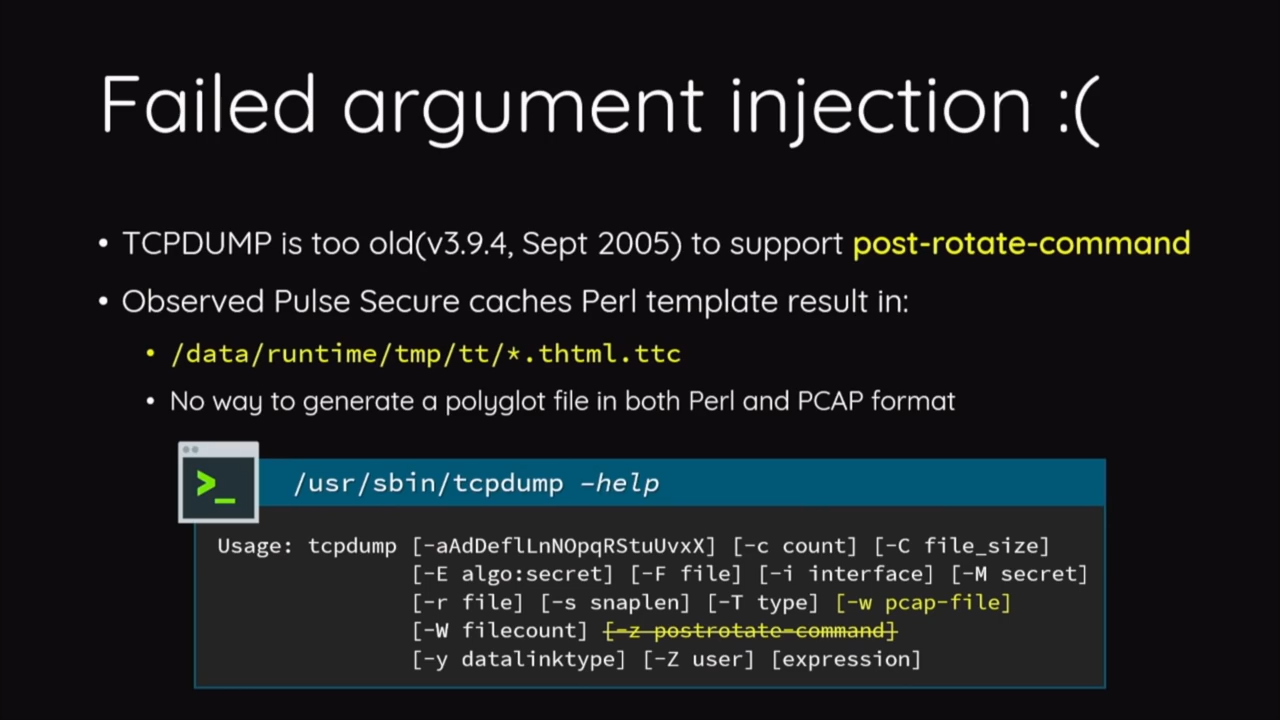 Failed argument injection :(
• TCPDUMP is too old(v3.9.4, Sept 2005) to support post-rotate-command
• Observed Pulse Secure caches Perl template result in:
• /data/runtime/tmp/tt/*.thtml.ttc
• No way to generate a polyglot file in both Perl and PCAP format
>_
/usr/sbin/tcpdump –help
Usage: tcpdump [-aAdDeflLnNOpqRStuUvxX] [-c count] [-C file_size]
[-E algo:secret] [-F file] [-i interface] [-M secret]
[-r file] [-s snaplen] [-T type] [-w pcap-file]
[-W filecount] [-z postrotate-command]
[-y datalinktype] [-Z user] [expression]